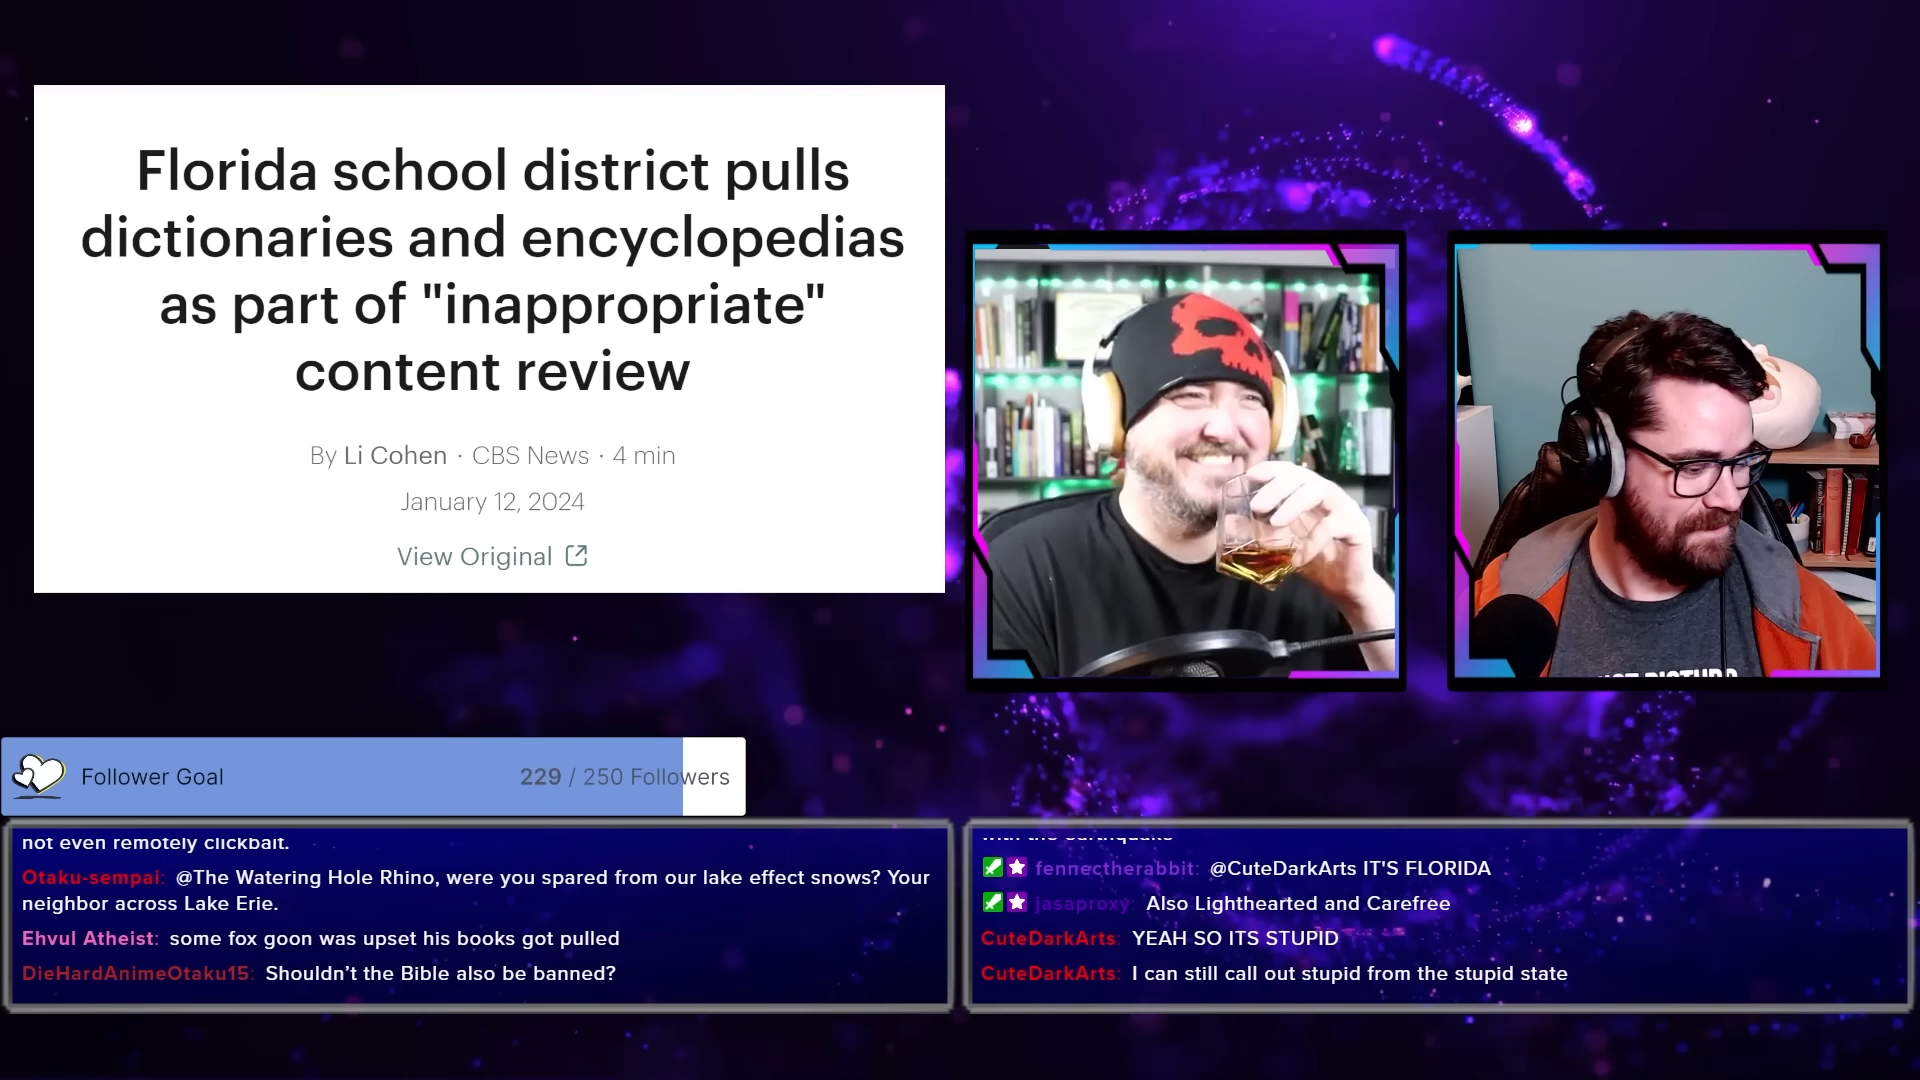 Florida school district pulls
dictionaries and encyclopedias
as part of "inappropriate"
content review
By Li Cohen · CBS News · 4 min
January 12, 2024
View Original
Follower Goal
229 / 250 Followers
not even remotely clickbait.
Otaku-sempai: @The Watering Hole Rhino, were you spared from our lake effect snows? Your
neighbor across Lake Erie.
Ehvul Atheist: some fox goon was upset his books got pulled
DieHardAnimeOtaku15: Shouldn't the Bible also be banned?
with the earthquake
fennectherabbit: @CuteDarkArts IT'S FLORIDA
jasaproxy: Also Lighthearted and Carefree
CuteDarkArts: YEAH SO ITS STUPID
CuteDarkArts: I can still call out stupid from the stupid state